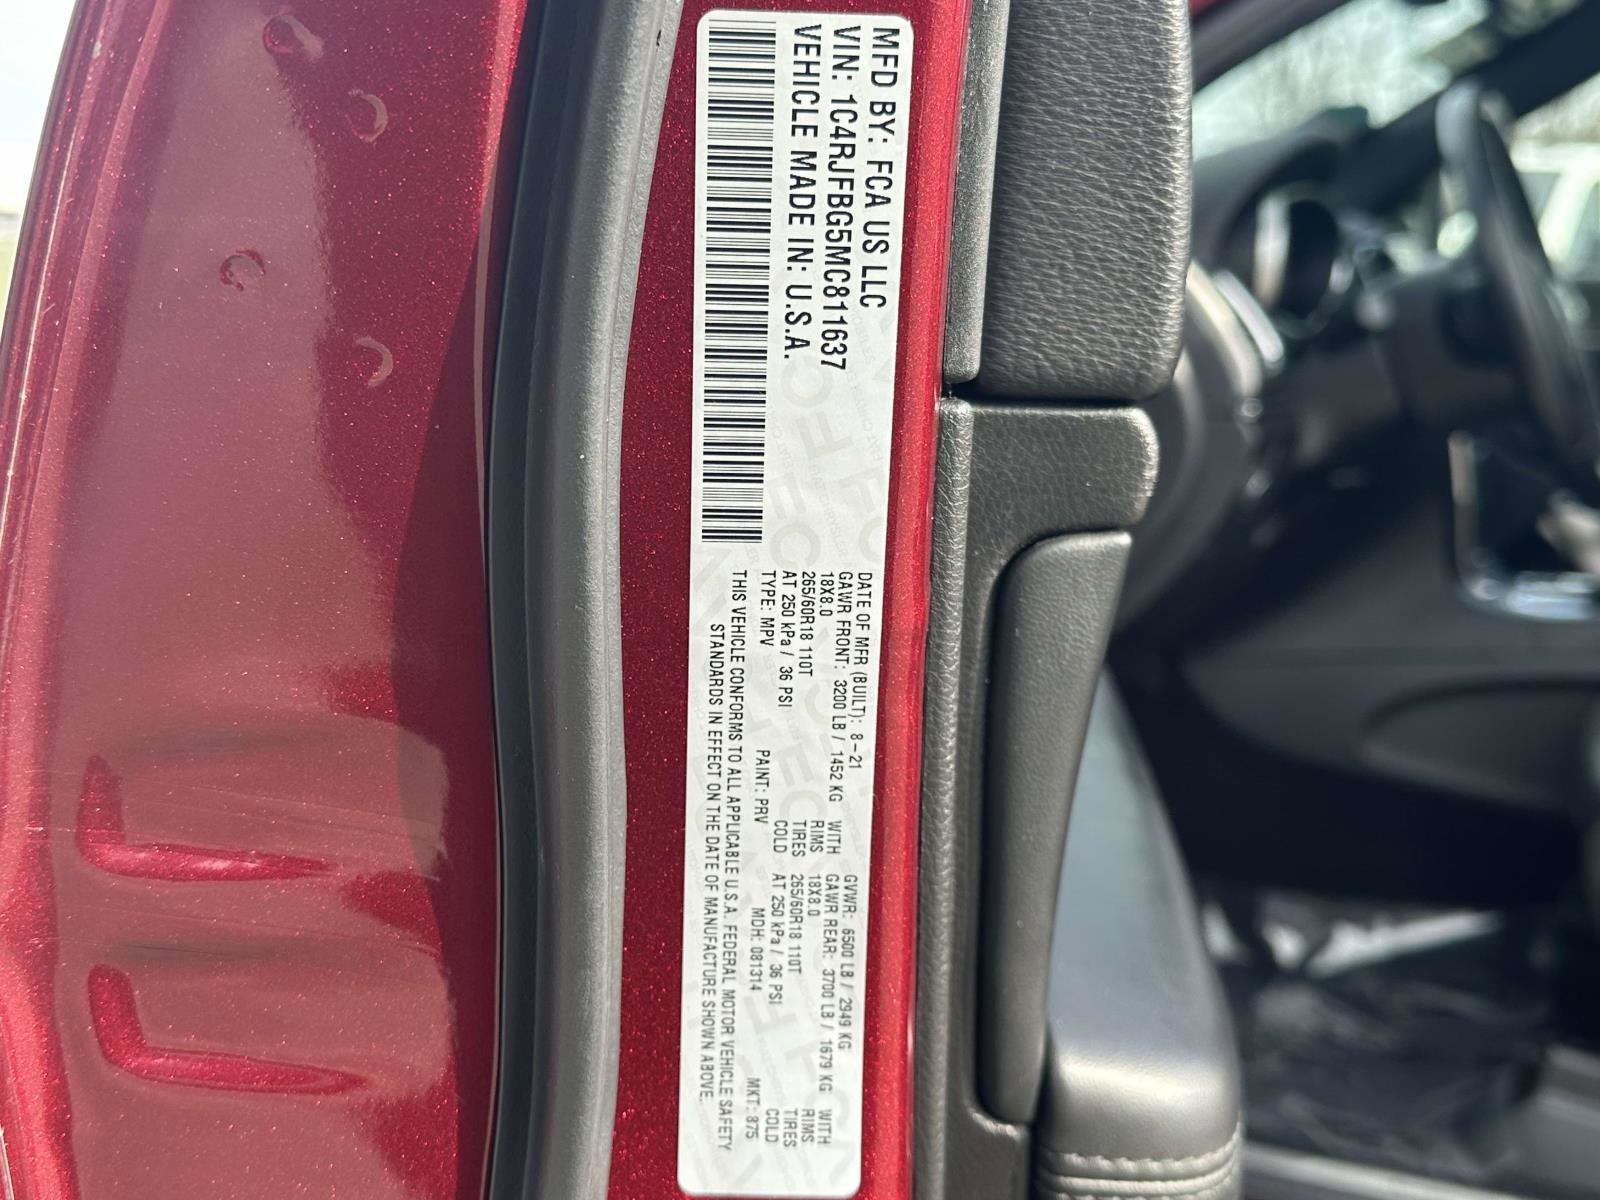 MFD BY: FCA US LLC
VIN: 1C4RJFBG5MC811637
VEHICLE MADE IN: U.S.A.
DATE OF MFR (BUILT): 8-21 GVWR: 6500 LB / 2949 KG
GAWR FRONT: 3200 LB / 1452 KG WITH GAWR REAR: 3700 LB / 1679 KG WITH
18X8.0 RIMS 18X8.0 RIMS
265/60R18 110T TIRES 265/60R18 110T TIRES
AT 250 kPa / 36 PSI COLD AT 250 kPa / 36 PSI COLD
TYPE: MPV PAINT: PRV MDH: 081314 MKT: 875
THIS VEHICLE CONFORMS TO ALL APPLICABLE U.S.A. FEDERAL MOTOR VEHICLE SAFETY
STANDARDS IN EFFECT ON THE DATE OF MANUFACTURE SHOWN ABOVE.